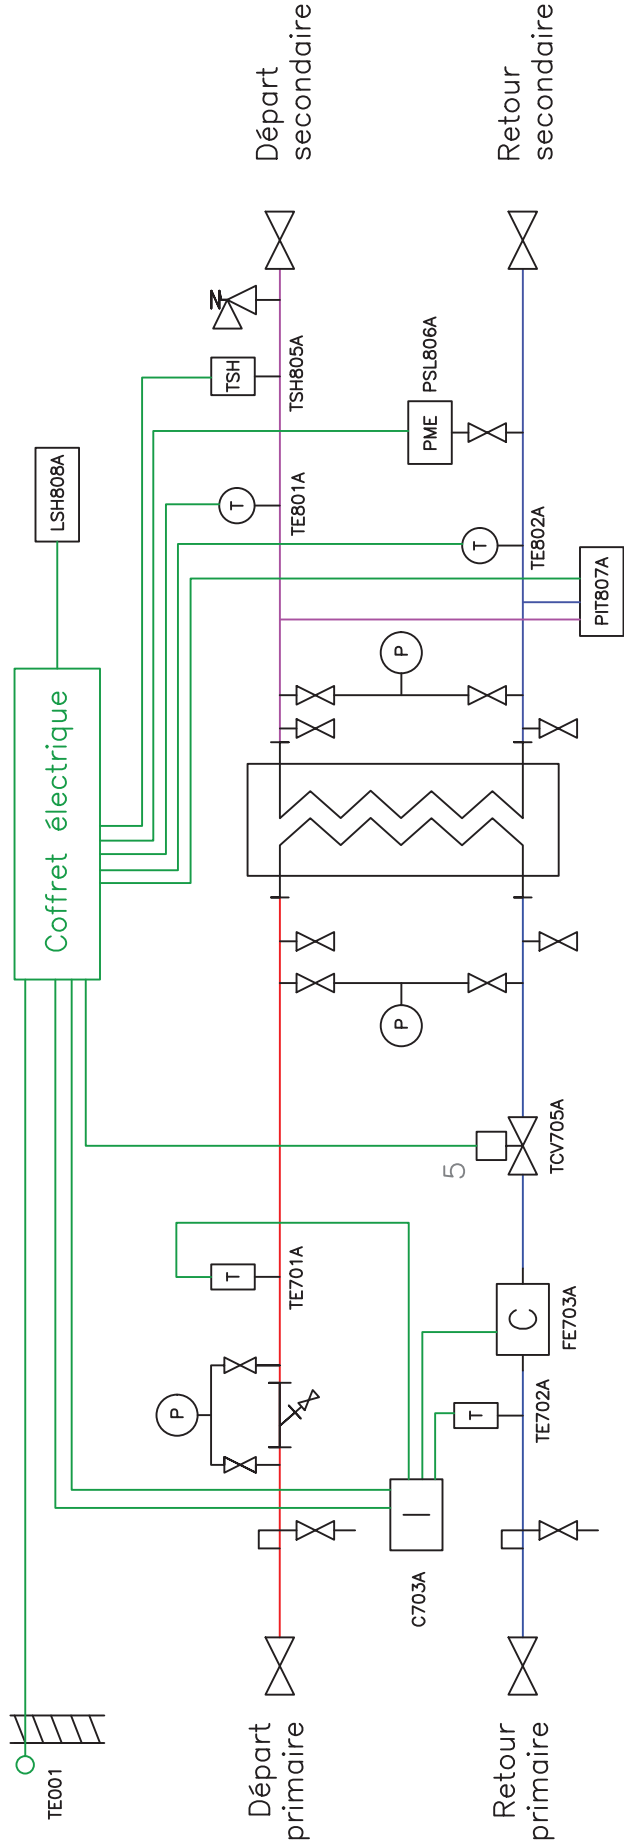 TE001
Coffret électrique
LSH808A
Départ
primaire
P
T
TE701A
T
TE801A
TSH
TSH805A
Départ
secondaire
C703A
I
P
P
5
PME
PSL806A
Retour
primaire
T
TE702A
C
FE703A
TCV705A
T
TE802A
PIT807A
Retour
secondaire